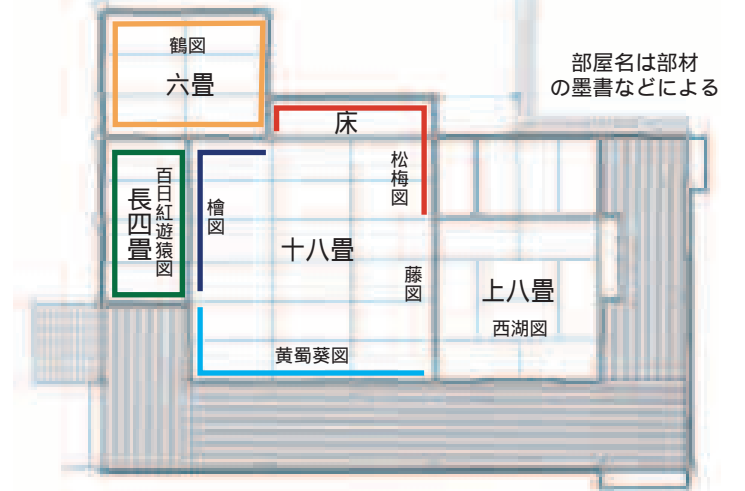 鶴図
六畳
部屋名は部材
の墨書などによる
床
松梅図
百日紅遊猿図
長四畳
檜図
十八畳
藤図
上八畳
西湖図
黄蜀葵図